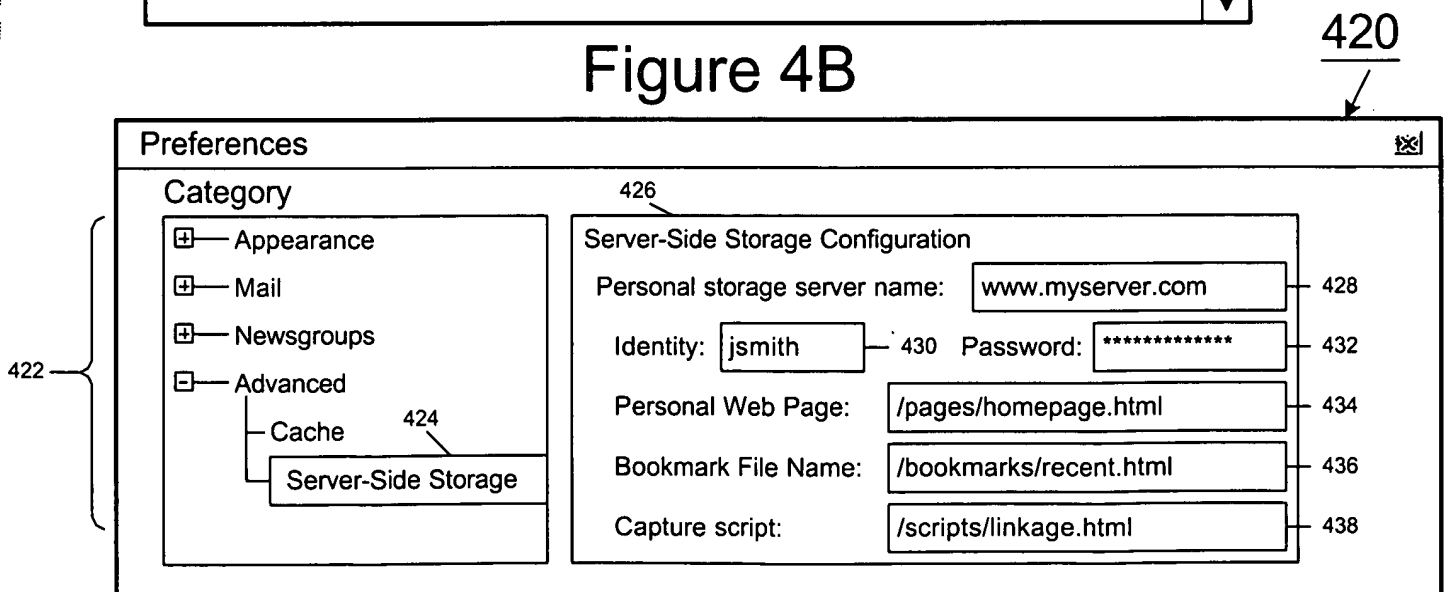 420
Figure 4B
Preferences
Category
426
422
Appearance
Mail
Newsgroups
Advanced
Cache
424
Server-Side Storage
Server-Side Storage Configuration
Personal storage server name: www.myserver.com 428
Identity: jsmith 430 Password: ************* 432
Personal Web Page: /pages/homepage.html 434
Bookmark File Name: /bookmarks/recent.html 436
Capture script: /scripts/linkage.html 438